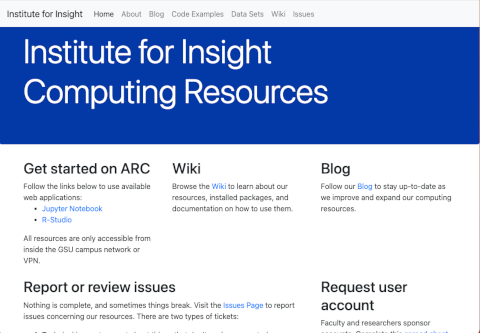 Institute for Insight Home About Blog Code Examples Data Sets Wiki Issues
Institute for Insight
Computing Resources
Get started on ARC
Follow the links below to use available
web applications:
• Jupyter Notebook
• R-Studio
All resources are only accessible from
inside the GSU campus network or
VPN.
Wiki
Browse the Wiki to learn about our
resources, installed packages, and
documentation on how to use them.
Blog
Follow our Blog to stay up-to-date as
we improve and expand our computing
resources.
Report or review issues
Nothing is complete, and sometimes things break. Visit the Issues Page to report
issues concerning our resources. There are two types of tickets:
Request user
account
Faculty and researchers sponsor